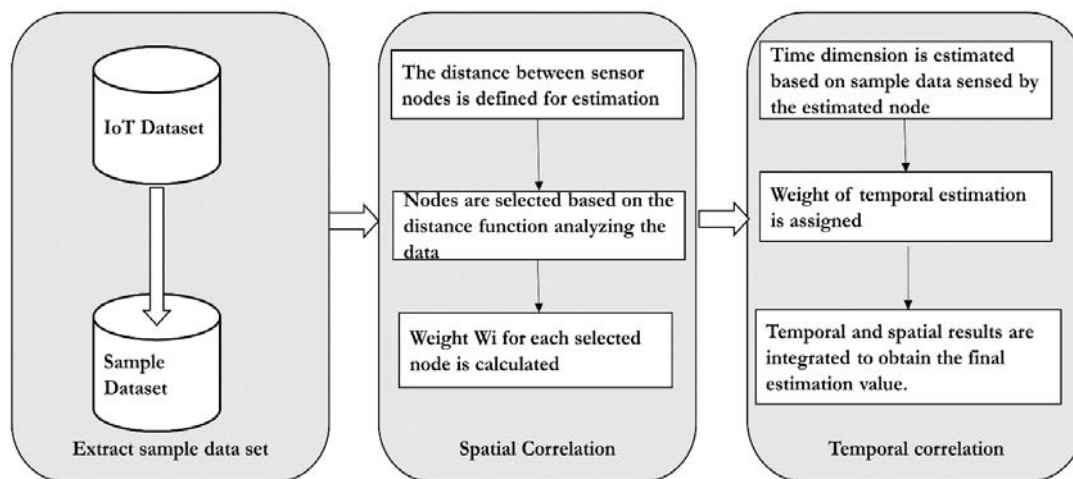 IoT Dataset
Sample
Dataset
Extract sample data set
The distance between sensor
nodes is defined for estimation
Nodes are selected based on the
distance function analyzing the
data
Weight Wi for each selected
node is calculated
Spatial Correlation
Time dimension is estimated
based on sample data sensed by
the estimated node
Weight of temporal estimation
is assigned
Temporal and spatial results are
integrated to obtain the final
estimation value.
Temporal correlation